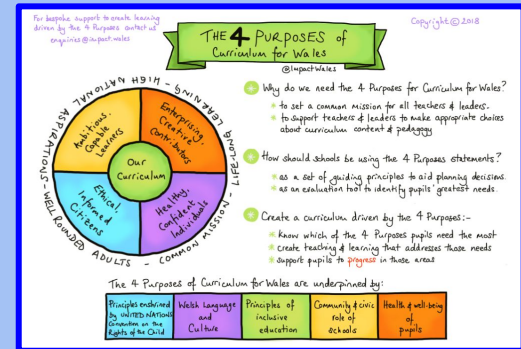 For bespoke support to create learning
driven by the 4 Purposes contact us
enquiries@impact.wales
Copyright © 2018
THE 4 PURPOSES of
Curriculum for Wales
@ImpactWales
HIGH NATIONAL ASPIRATIONS - WELL ROUNDED ADULTS - COMMON MISSION - LIFE-LONG LEARNING -
Ambitious,
Capable
Learners
Enterprising,
Creative
Contributors
Our
Curriculum
Ethical,
Informed
Citizens
Healthy,
Confident
Individuals
Why do we need the 4 Purposes for Curriculum for Wales?
to set a common mission for all teachers & leaders.
to support teachers & leaders to make appropriate choices
about curriculum content & pedagogy
How should schools be using the 4 Purposes statements?
as a set of guiding principles to aid planning decisions.
as an evaluation tool to identify pupils' greatest needs.
Create a curriculum driven by the 4 Purposes:-
know which of the 4 Purposes pupils need the most
create teaching & learning that addresses those needs
support pupils to progress in those areas
The 4 Purposes of Curriculum for Wales are underpinned by:
Principles enshrined
by UNITED NATIONS
Convention on the
Rights of the Child
Welsh Language
and
Culture
Principles of
inclusive
education
Community & civic
role of
schools
Health & well-being
of
pupils